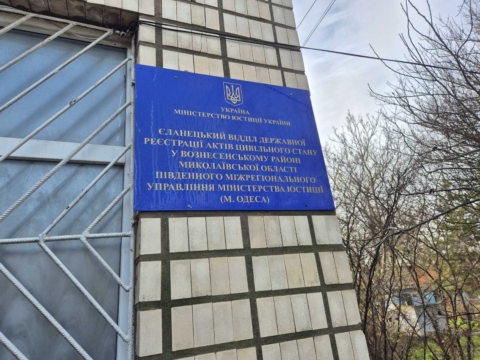 УКРАЇНА
МІНІСТЕРСТВО ЮСТИЦІЇ УКРАЇНИ
ЄЛАНЕЦЬКИЙ ВІДДІЛ ДЕРЖАВНОЇ
РЕЄСТРАЦІЇ АКТІВ ЦИВІЛЬНОГО СТАНУ
У ВОЗНЕСЕНСЬКОМУ РАЙОНІ
МИКОЛАЇВСЬКОЇ ОБЛАСТІ
ПІВДЕННОГО МІЖРЕГІОНАЛЬНОГО
УПРАВЛІННЯ МІНІСТЕРСТВА ЮСТИЦІЇ
(М. ОДЕСА)